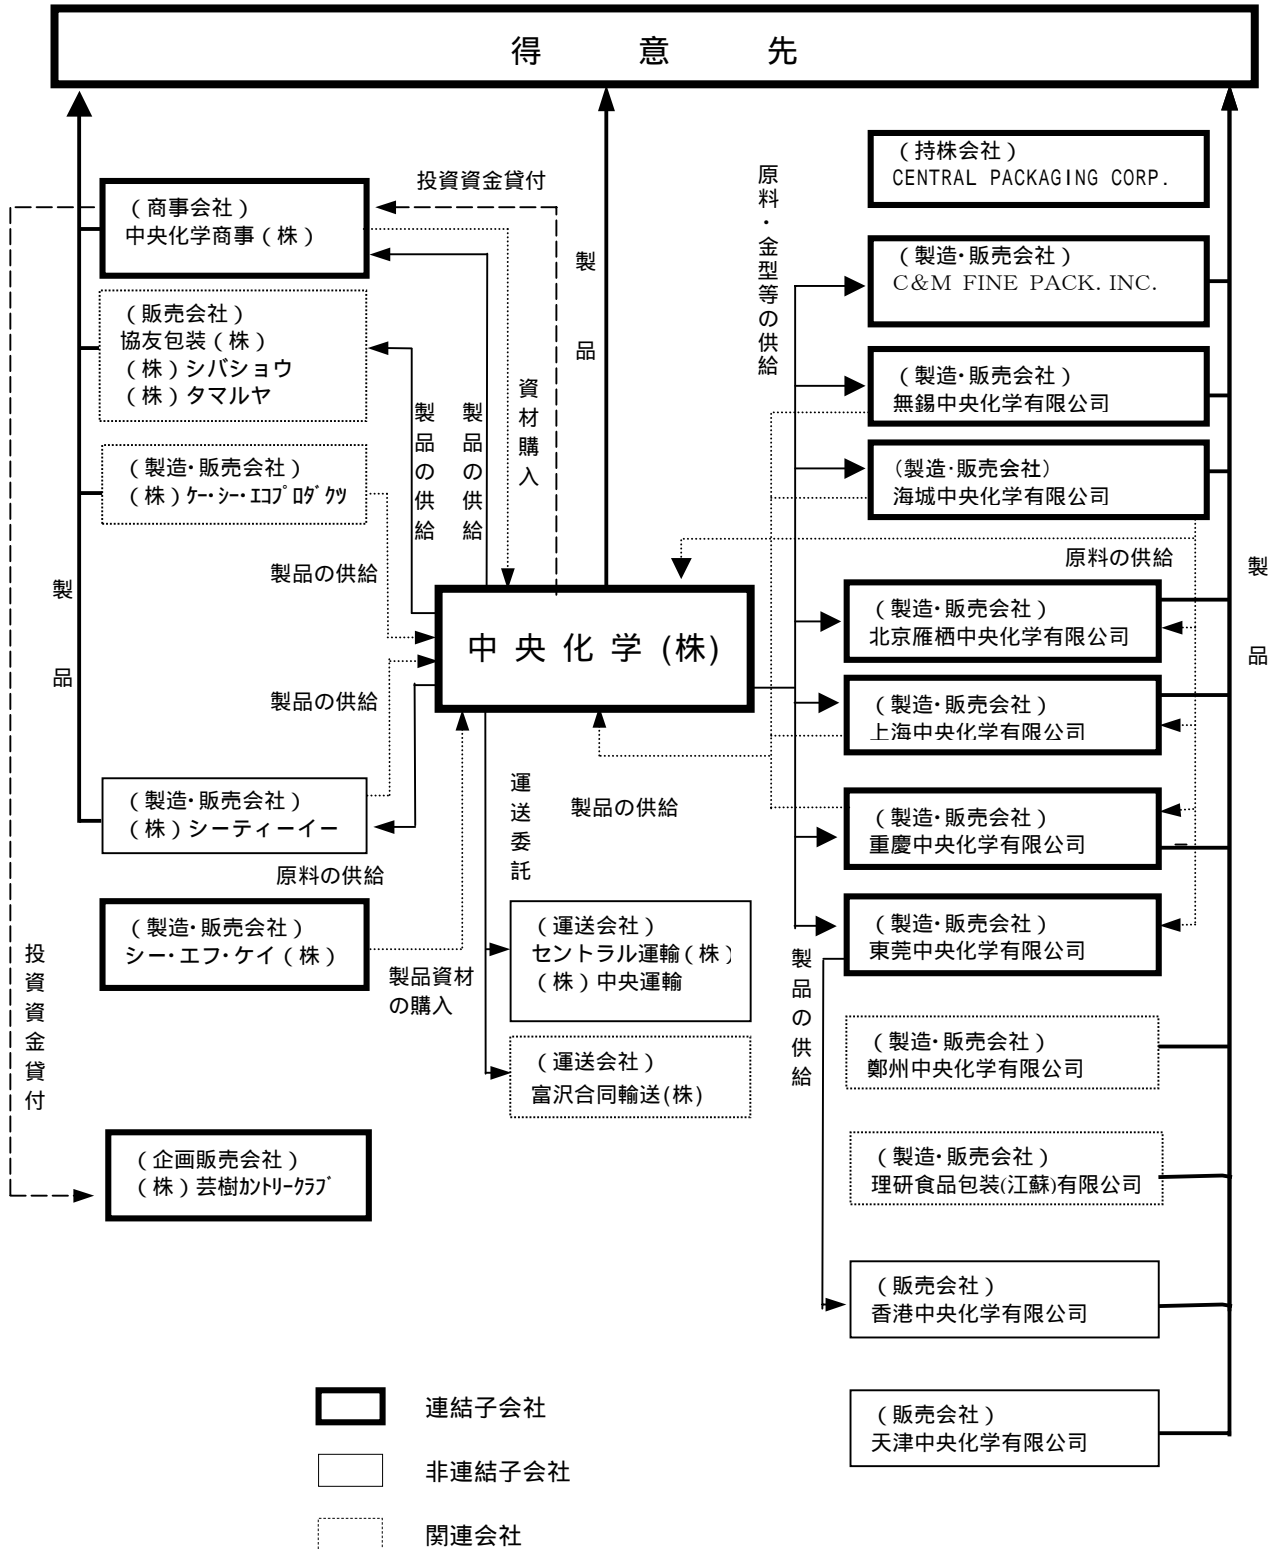 得意先
(持株会社)
CENTRAL PACKAGING CORP.
投資資金貸付
原料・金型等の供給
(商事会社)
中央化学商事(株)
製品
(製造・販売会社)
C&M FINE PACK. INC.
(販売会社)
協友包装(株)
(株)シバショウ
(株)タマルヤ
(製造・販売会社)
無錫中央化学有限公司
資材購入
製品の供給
製品の供給
(製造・販売会社)
(株)ケー・シー・エコプロダクツ
(製造・販売会社)
海城中央化学有限公司
製品の供給
原料の供給
製品
製品
(製造・販売会社)
北京雁栖中央化学有限公司
中央化学(株)
製品の供給
(製造・販売会社)
上海中央化学有限公司
運送委託
製品の供給
(製造・販売会社)
(株)シーティーイー
(製造・販売会社)
重慶中央化学有限公司
原料の供給
(製造・販売会社)
シー・エフ・ケイ(株)
製品資材
の購入
(運送会社)
セントラル運輸(株)
(株)中央運輸
(製造・販売会社)
東莞中央化学有限公司
製品の供給
投資資金貸付
(運送会社)
富沢合同輸送(株)
(製造・販売会社)
鄭州中央化学有限公司
(企画販売会社)
(株)芸樹カントリークラブ
(製造・販売会社)
理研食品包装(江蘇)有限公司
(販売会社)
香港中央化学有限公司
(販売会社)
天津中央化学有限公司
連結子会社
非連結子会社
関連会社